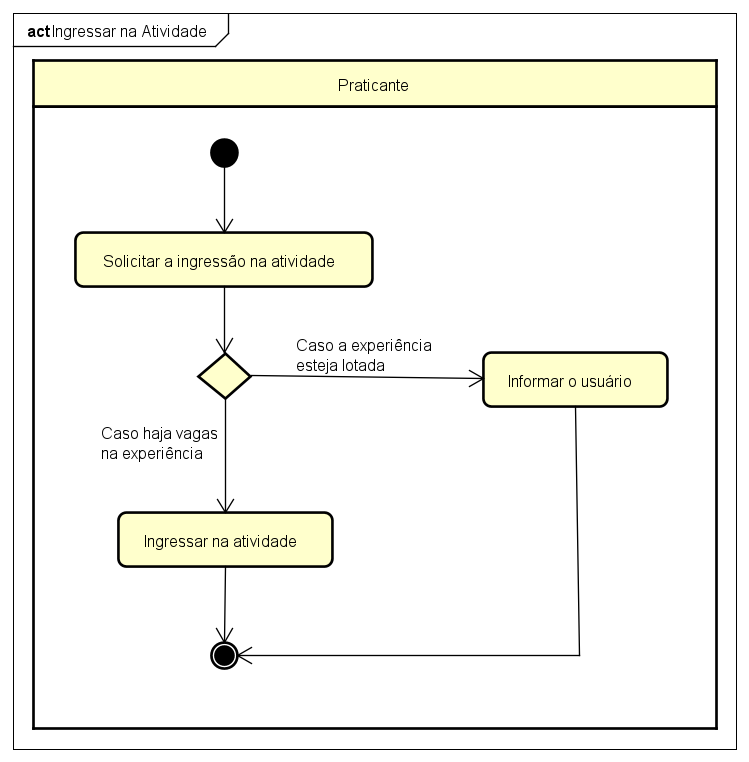 act Ingressar na Atividade
Praticante
Solicitar a ingressão na atividade
Caso a experiência
esteja lotada
Informar o usuário
Caso haja vagas
na experiência
Ingressar na atividade